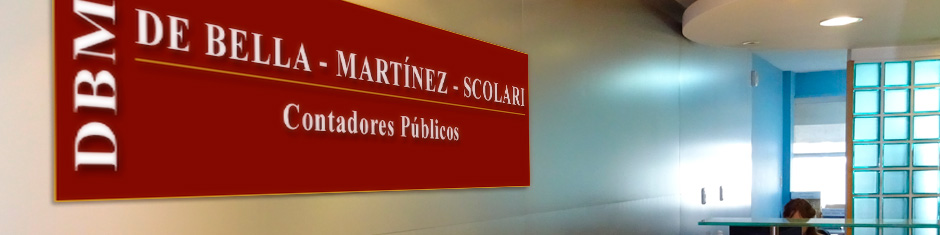 DBM
DE BELLA - MARTÍNEZ - SCOLARI
Contadores Públicos